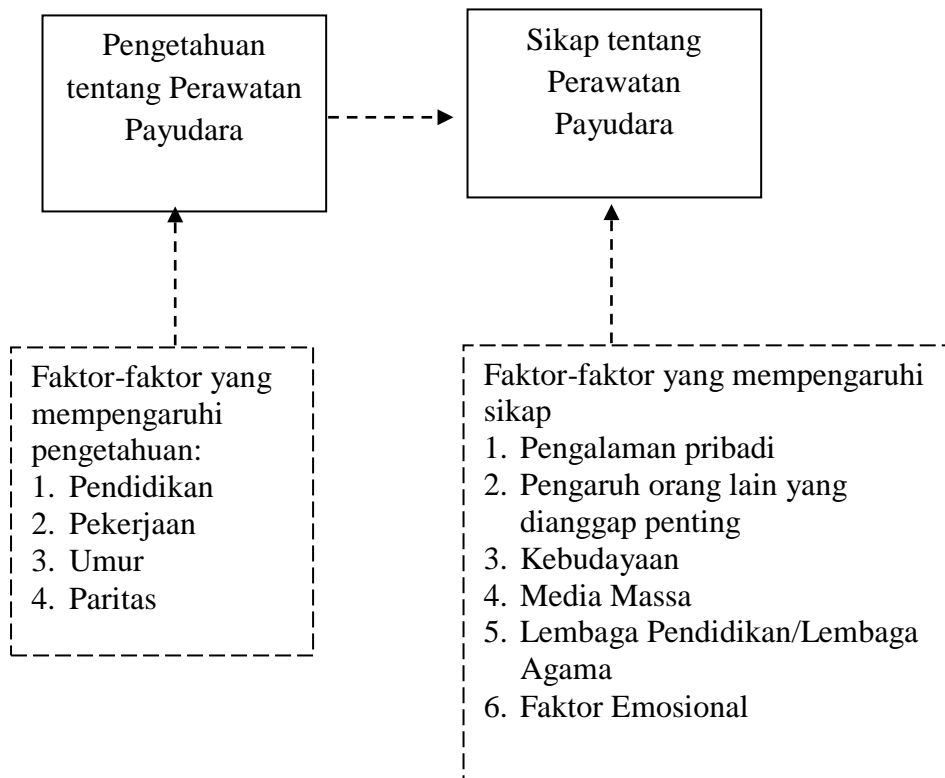 Pengetahuan
tentang Perawatan
Payudara
Sikap tentang
Perawatan
Payudara
Faktor-faktor yang
mempengaruhi
pengetahuan:
1. Pendidikan
2. Pekerjaan
3. Umur
4. Paritas
Faktor-faktor yang mempengaruhi
sikap
1. Pengalaman pribadi
2. Pengaruh orang lain yang
dianggap penting
3. Kebudayaan
4. Media Massa
5. Lembaga Pendidikan/Lembaga
Agama
6. Faktor Emosional